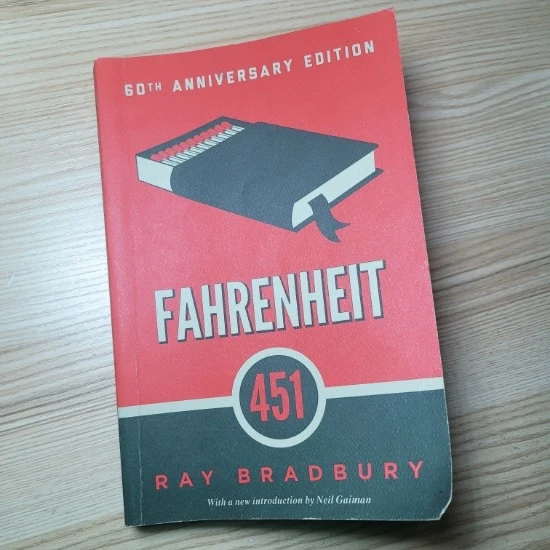 60TH ANNIVERSARY EDITION
FAHRENHEIT
451
RAY BRADBURY
With a new introduction by Neil Gaiman